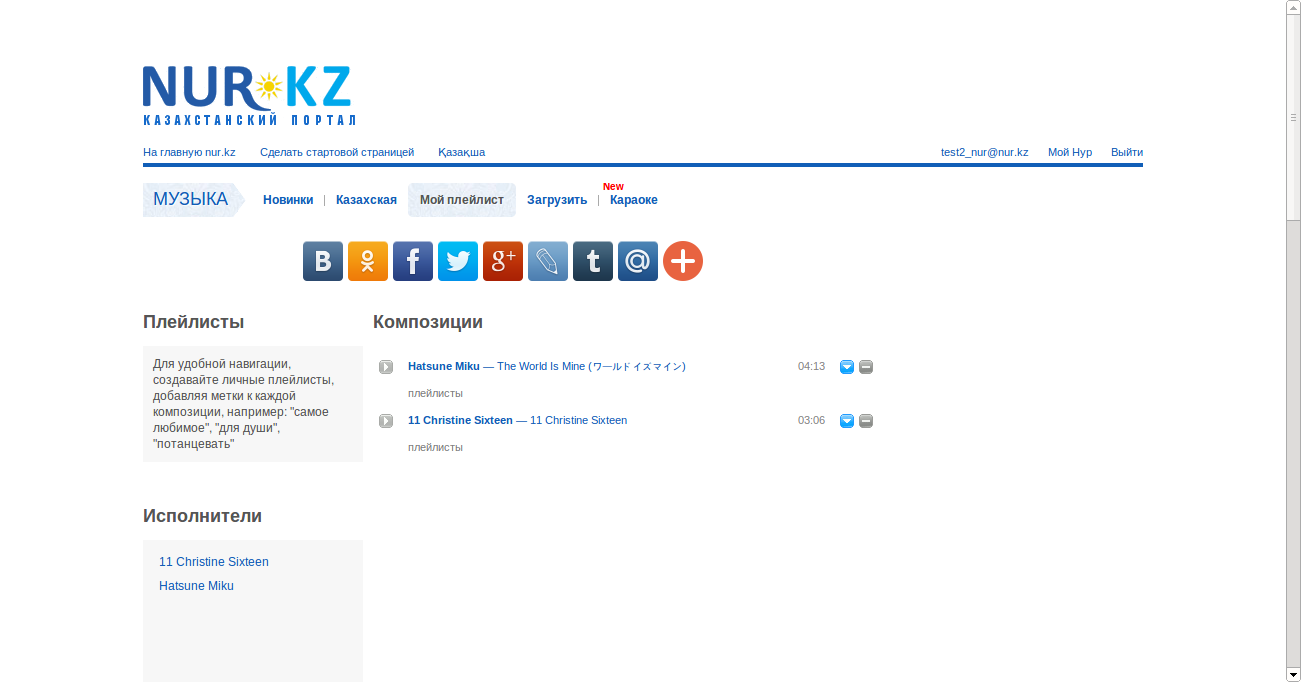 NUR KZ
КАЗАХСТАНСКИЙ ПОРТАЛ
На главную nur.kz Сделать стартовой страницей Қазақша test2_nur@nur.kz Мой Нур Выйти
New
МУЗЫКА Новинки | Казахская Мой плейлист Загрузить | Караоке
Плейлисты
Для удобной навигации,
создавайте личные плейлисты,
добавляя метки к каждой
композиции, например: "самое
любимое", "для души",
"потанцевать"
Композиции
Hatsune Miku — The World Is Mine (ワールドイズマイン) 04:13
плейлисты
11 Christine Sixteen — 11 Christine Sixteen 03:06
плейлисты
Исполнители
11 Christine Sixteen
Hatsune Miku